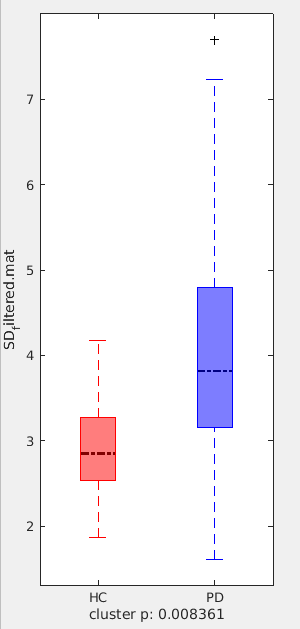 7
6
5
4
3
2
SD_filtered.mat
HC PD
cluster p: 0.008361